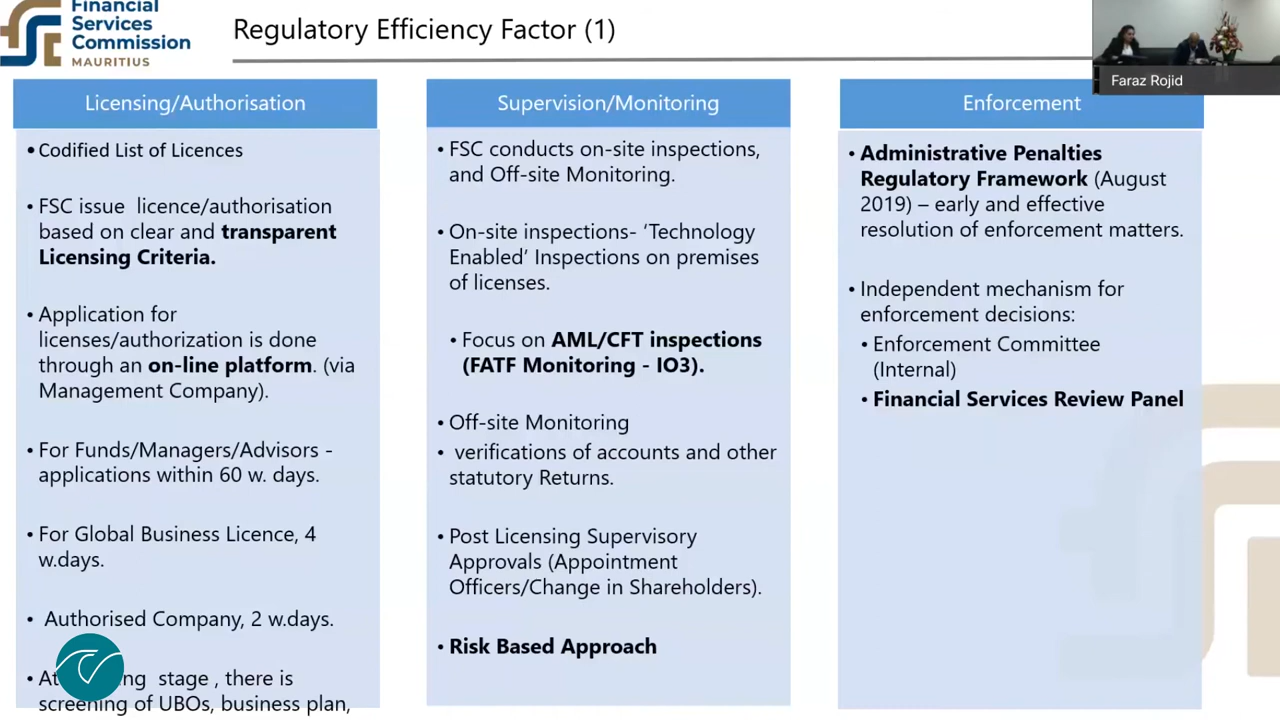 Financial
Services
Commission
MAURITIUS
Regulatory Efficiency Factor (1)
Faraz Rojid
Licensing/Authorisation
• Codified List of Licences
• FSC issue licence/authorisation
based on clear and transparent
Licensing Criteria.
• Application for
licenses/authorization is done
through an on-line platform. (via
Management Company).
• For Funds/Managers/Advisors -
applications within 60 w. days.
• For Global Business Licence, 4
w.days.
• Authorised Company, 2 w.days.
• At ng stage , there is
screening of UBOs, business plan,
Supervision/Monitoring
• FSC conducts on-site inspections,
and Off-site Monitoring.
• On-site inspections- ‘Technology
Enabled’ Inspections on premises
of licenses.
• Focus on AML/CFT inspections
(FATF Monitoring - IO3).
• Off-site Monitoring
• verifications of accounts and other
statutory Returns.
• Post Licensing Supervisory
Approvals (Appointment
Officers/Change in Shareholders).
• Risk Based Approach
Enforcement
• Administrative Penalties
Regulatory Framework (August
2019) – early and effective
resolution of enforcement matters.
• Independent mechanism for
enforcement decisions:
• Enforcement Committee
(Internal)
• Financial Services Review Panel